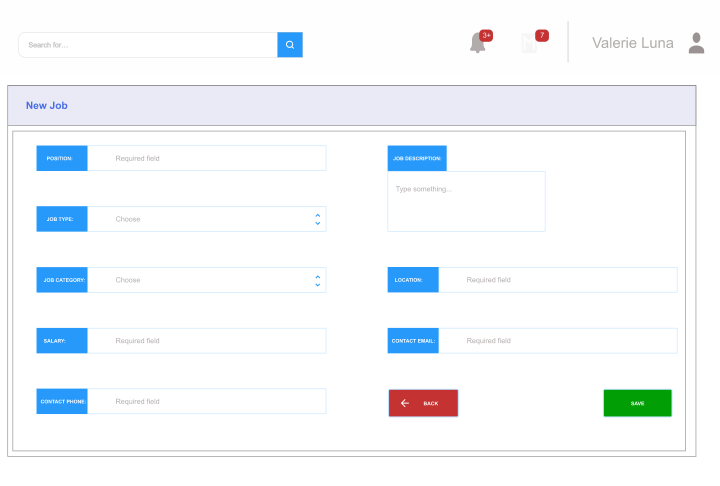 Search for...
3+
7
Valerie Luna
New Job
POSITION:
Required field
JOB DESCRIPTION:
Type something...
JOB TYPE:
Choose
JOB CATEGORY:
Choose
LOCATION:
Required field
SALARY:
Required field
CONTACT EMAIL:
Required field
CONTACT PHONE:
Required field
BACK
SAVE